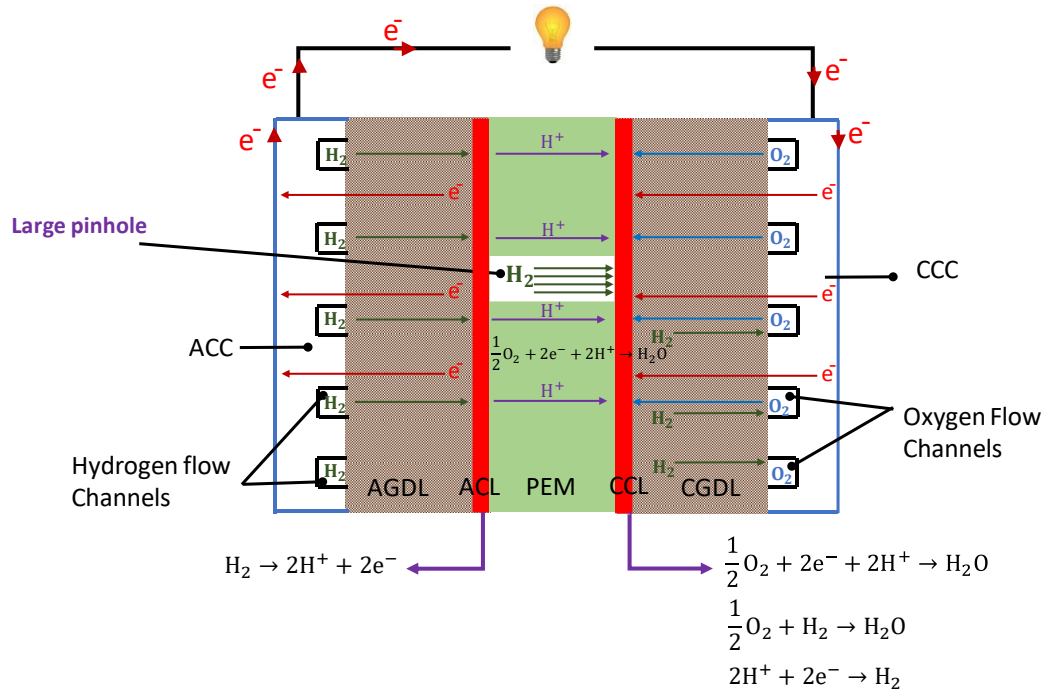 e⁻
e⁻
e⁻
e⁻
e⁻
e⁻
H₂
H⁺
O₂
e⁻
e⁻
Large pinhole
H₂
H⁺
O₂
H₂
CCC
e⁻
e⁻
H₂
H⁺
O₂
H₂
ACC
½O₂ + 2e⁻ + 2H⁺ → H₂O
e⁻
e⁻
H₂
H⁺
O₂
H₂
Oxygen Flow
Channels
Hydrogen flow
Channels
H₂
H₂
O₂
AGDL
ACL
PEM
CCL
CGDL
H₂ → 2H⁺ + 2e⁻
½O₂ + 2e⁻ + 2H⁺ → H₂O
½O₂ + H₂ → H₂O
2H⁺ + 2e⁻ → H₂